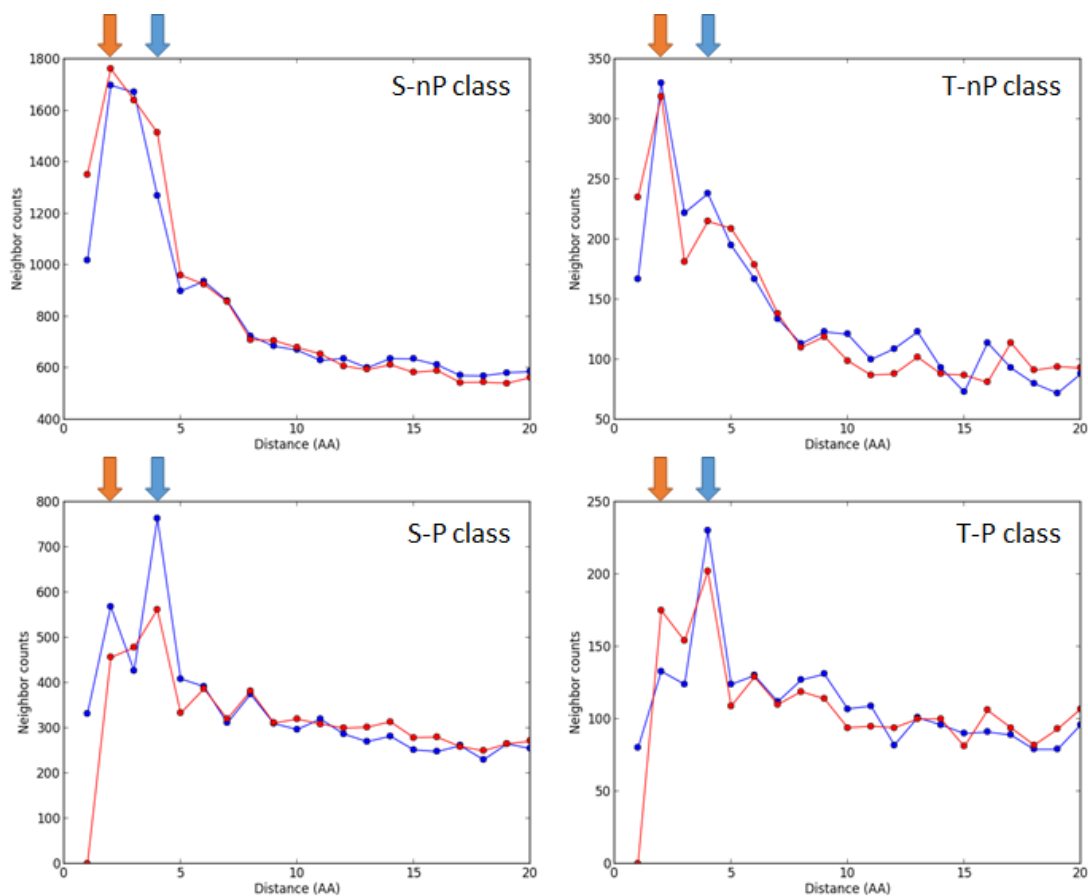 S-nP class
1800
1600
1400
1200
1000
800
600
400
Neighbor counts
0 5 10 15 20
Distance (AA)
T-nP class
350
300
250
200
150
100
50
Neighbor counts
0 5 10 15 20
Distance (AA)
S-P class
800
700
600
500
400
300
200
100
0
Neighbor counts
0 5 10 15 20
Distance (AA)
T-P class
250
200
150
100
50
0
Neighbor counts
0 5 10 15 20
Distance (AA)